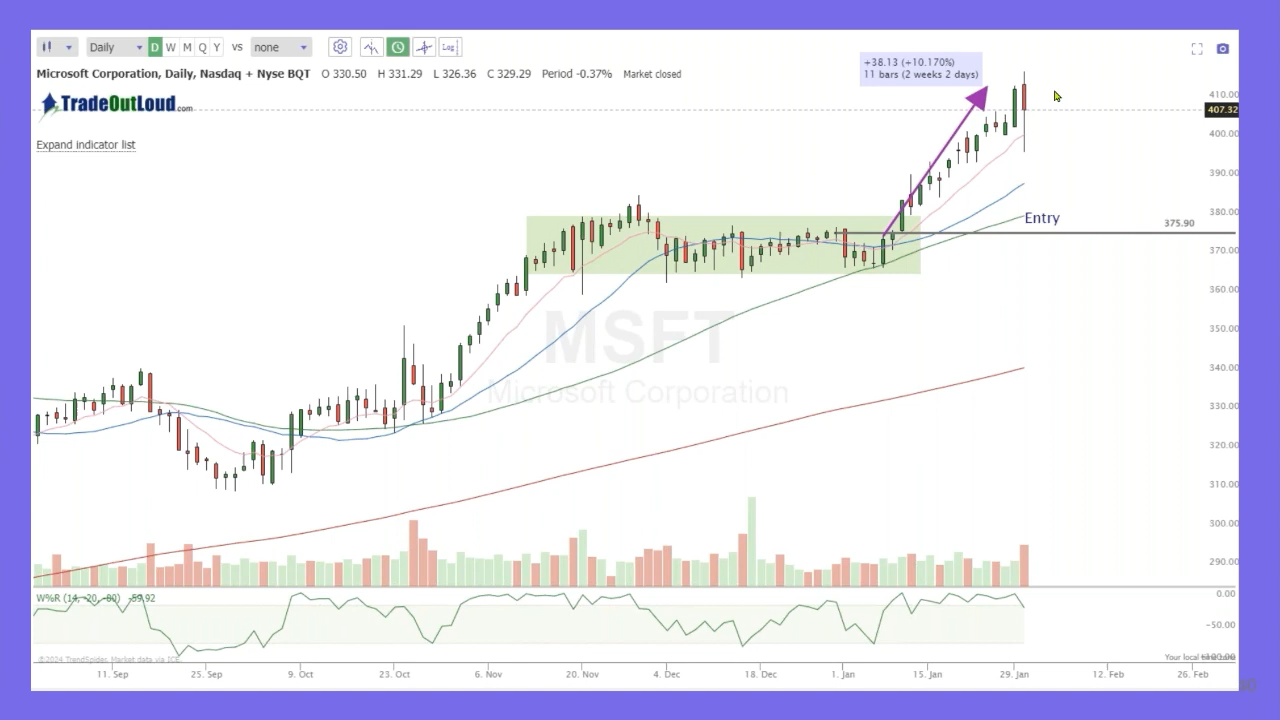 Daily D W M Q Y vs none Log
Microsoft Corporation, Daily, Nasdaq + Nyse BQT O 330.50 H 331.29 L 326.36 C 329.29 Period -0.37% Market closed
+38.13 (+10.170%)
11 bars (2 weeks 2 days)
TradeOutLoud.com
Expand indicator list
410.00
407.32
400.00
390.00
380.00
Entry
375.90
370.00
360.00
350.00
340.00
330.00
320.00
310.00
300.00
290.00
MSFT
Microsoft Corporation
W%R (14, -20, -80) -59.92
0.00
-50.00
©2024 TrendSpider. Market data via ICE.
Your local time zone
11. Sep 25. Sep 9. Oct 23. Oct 6. Nov 20. Nov 4. Dec 18. Dec 1. Jan 15. Jan 29. Jan 12. Feb 26. Feb